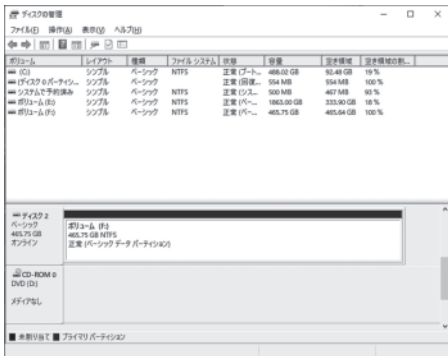 ディスクの管理
ファイル(F) 操作(A) 表示(V) ヘルプ(H)
ボリューム レイアウト 種類 ファイル システム 状態 容量 空き領域 空き領域の割...
(C:) シンプル ベーシック NTFS 正常 (ブート... 488.02 GB 92.48 GB 19 %
(ディスク 0 パーティシ... シンプル ベーシック 正常 (回復... 554 MB 554 MB 100 %
システムで予約済み シンプル ベーシック NTFS 正常 (シス... 500 MB 467 MB 93 %
ボリューム (E:) シンプル ベーシック NTFS 正常 (ベー... 1863.00 GB 333.90 GB 18 %
ボリューム (F:) シンプル ベーシック NTFS 正常 (ベー... 465.75 GB 465.64 GB 100 %
ディスク 2
ベーシック
465.75 GB
オンライン
ボリューム (F:)
465.75 GB NTFS
正常 (ベーシック データ パーティション)
CD-ROM 0
DVD (D:)
メディアなし
未割り当て プライマリ パーティション